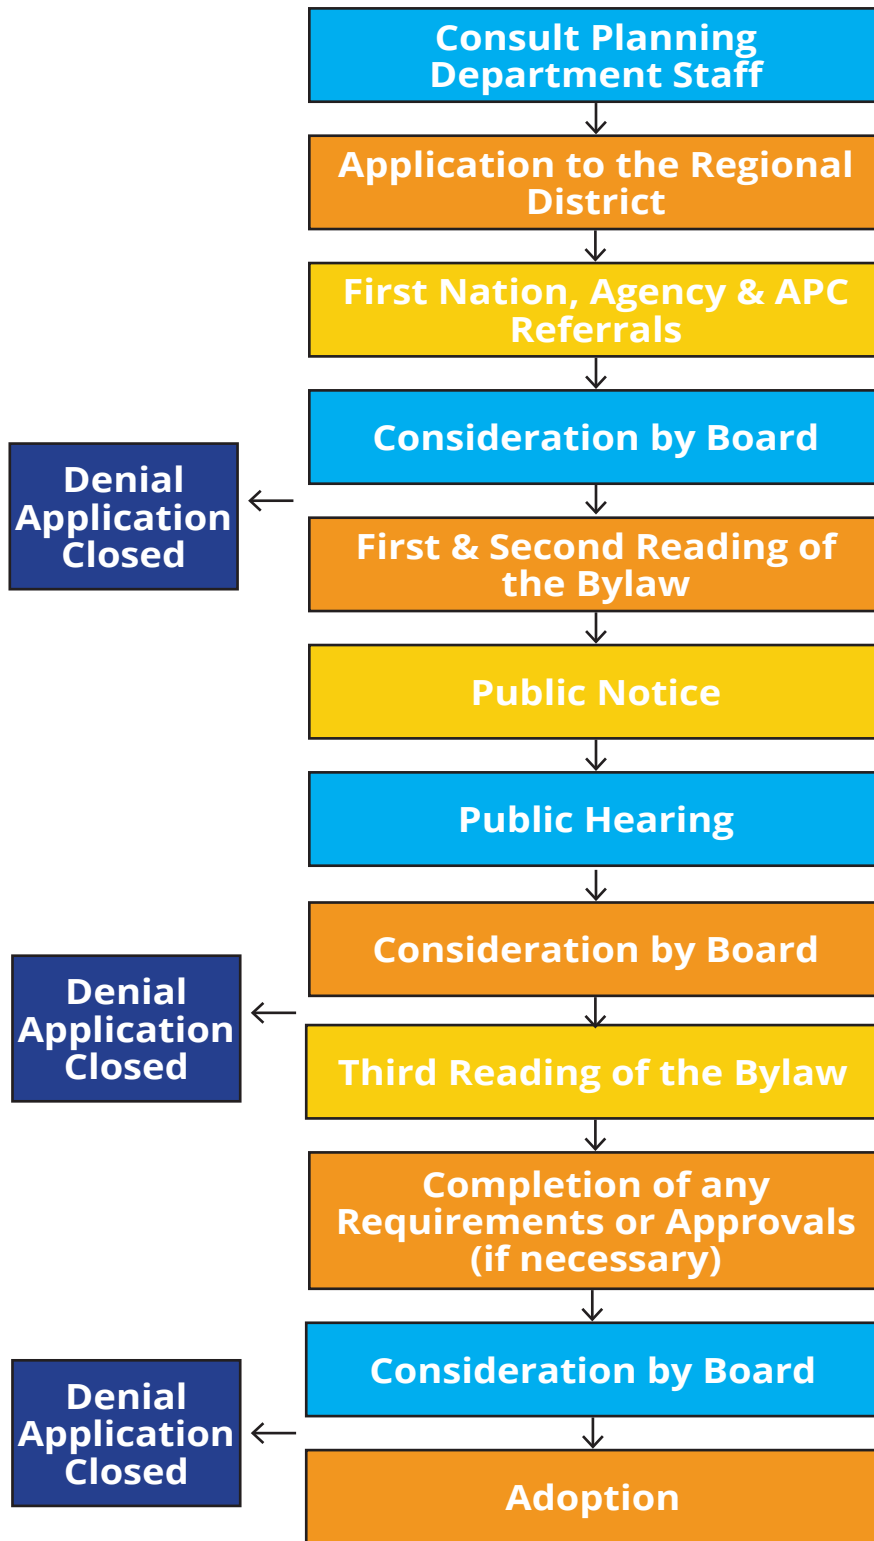 Consult Planning
Department Staff
Application to the Regional
District
First Nation, Agency & APC
Referrals
Consideration by Board
Denial
Application
Closed
First & Second Reading of
the Bylaw
Public Notice
Public Hearing
Consideration by Board
Denial
Application
Closed
Third Reading of the Bylaw
Completion of any
Requirements or Approvals
(if necessary)
Consideration by Board
Denial
Application
Closed
Adoption